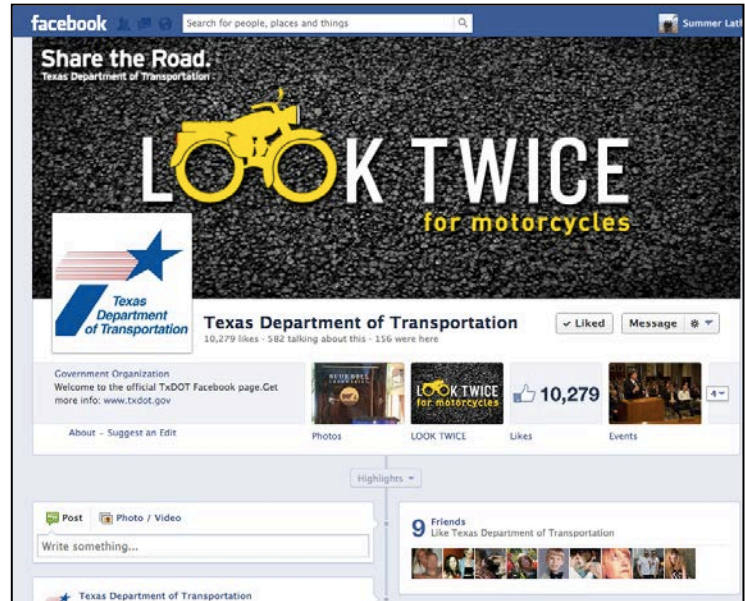 facebook
Search for people, places and things
Summer Lath
Share the Road.
Texas Department of Transportation
LOOK TWICE
for motorcycles
Texas
Department
of Transportation
Texas Department of Transportation
10,279 likes · 582 talking about this · 156 were here
✓ Liked
Message
Government Organization
Welcome to the official TxDOT Facebook page.Get
more info: www.txdot.gov
About – Suggest an Edit
BLUE BELL
LOOK TWICE
for motorcycles
10,279
4
Photos
LOOK TWICE
Likes
Events
Highlights
Post
Photo / Video
Write something...
9 Friends
Like Texas Department of Transportation
Texas Department of Transportation